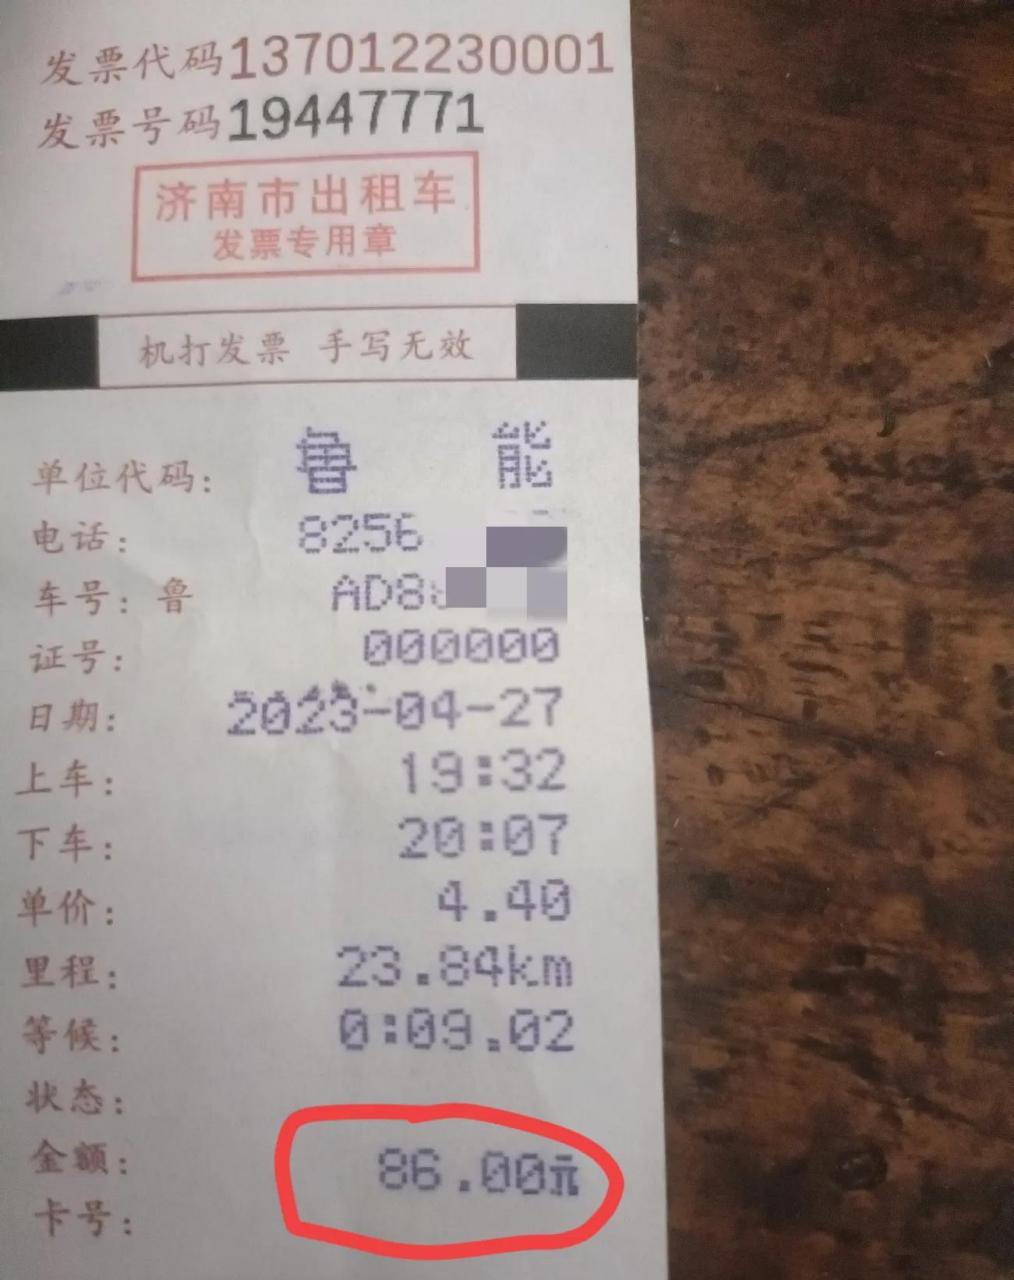 发票代码137012230001
发票号码19447771
济南市出租车
发票专用章
机打发票 手写无效
单位代码: 鲁 能
电话: 8256
车号: 鲁 AD8
证号: 000000
日期: 2023-04-27
上车: 19:32
下车: 20:07
单价: 4.40
里程: 23.84km
等候: 0:09.02
状态:
金额: 86.00元
卡号: